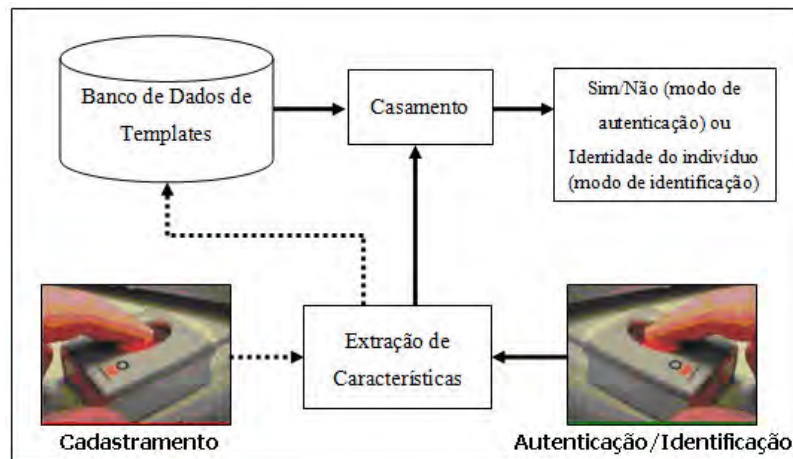 Banco de Dados de
Templates
Casamento
Sim/Não (modo de
autenticação) ou
Identidade do indivíduo
(modo de identificação)
Extração de
Características
Cadastramento
Autenticação/Identificação